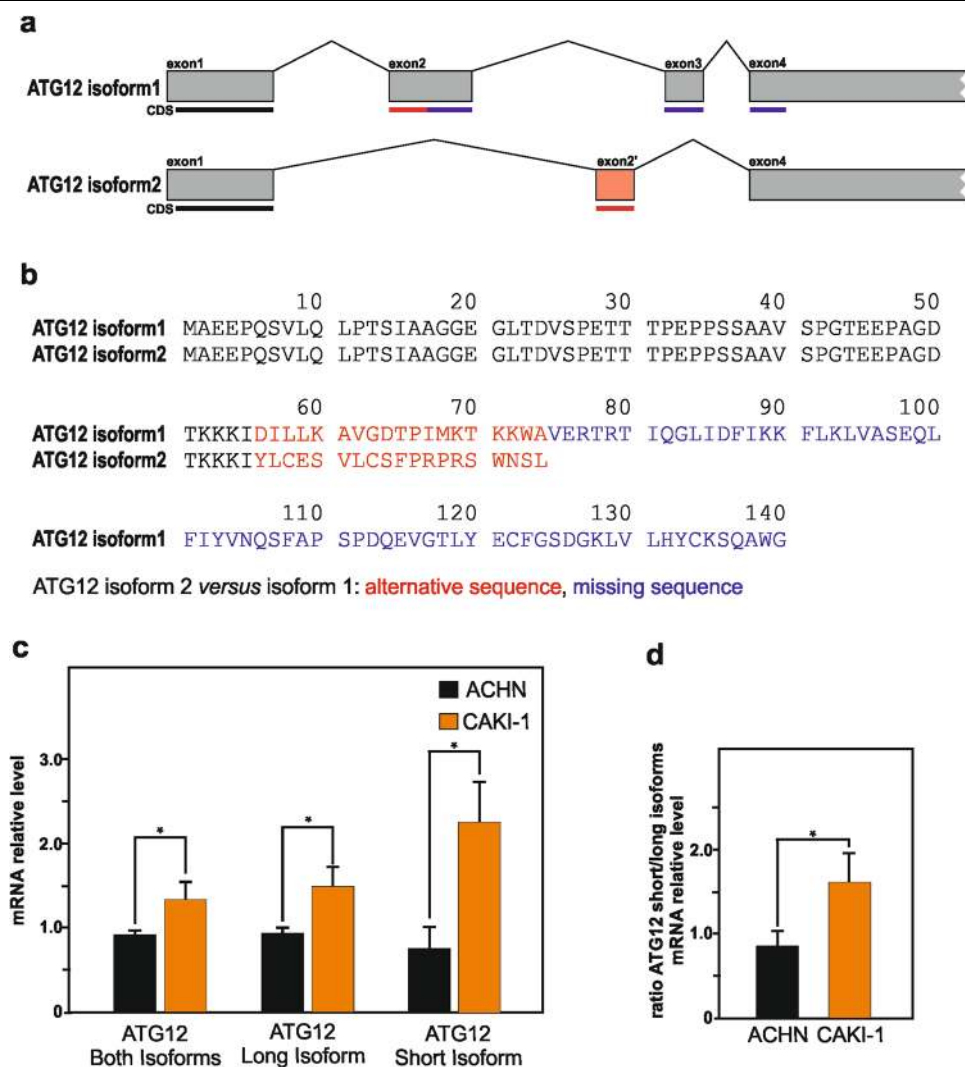 a
exon1 exon2 exon3 exon4
ATG12 isoform1
CDS
exon1 exon2' exon4
ATG12 isoform2
CDS
b
10 20 30 40 50
ATG12 isoform1 MAEEPQSVLQ LPTSIAAGGE GLTDVSPETT TPEPPSSAAV SPGTEEPAGD
ATG12 isoform2 MAEEPQSVLQ LPTSIAAGGE GLTDVSPETT TPEPPSSAAV SPGTEEPAGD
60 70 80 90 100
ATG12 isoform1 TKKKIDILLK AVGDTPIMKT KKWAVERTRT IQGLIDFIKK FLKLVASEQL
ATG12 isoform2 TKKKIYLCES VLCSFPRPRS WNSL
110 120 130 140
ATG12 isoform1 FIYVNQSFAP SPDQEVGTLY ECFGSDGKLV LHYCKSQAWG
ATG12 isoform 2 versus isoform 1: alternative sequence, missing sequence
c
ACHN
CAKI-1
mRNA relative level
3.0
2.0
1.0
0
*
*
*
ATG12 Both Isoforms
ATG12 Long Isoform
ATG12 Short Isoform
d
ratio ATG12 short/long isoforms
mRNA relative level
2.0
1.0
0
*
ACHN CAKI-1